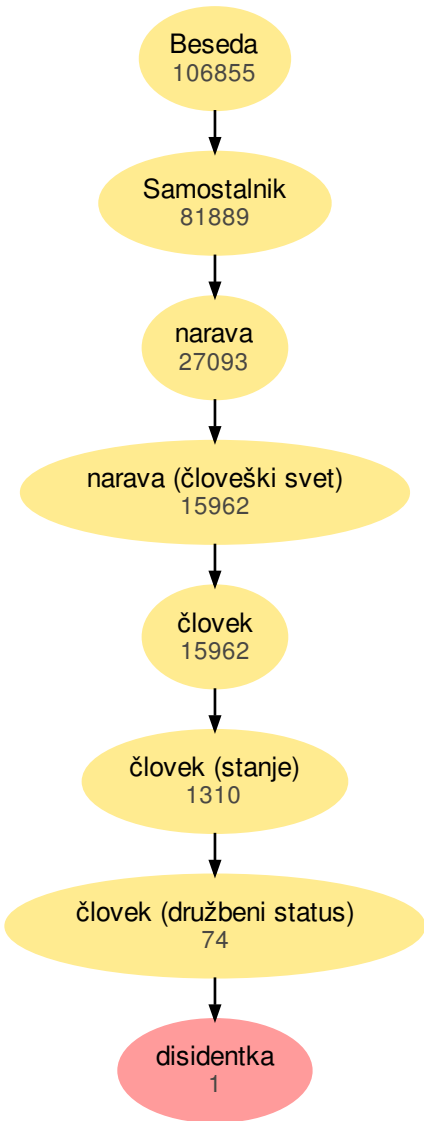 Beseda
106855
Samostalnik
81889
narava
27093
narava (človeški svet)
15962
človek
15962
človek (stanje)
1310
človek (družbeni status)
74
disidentka
1